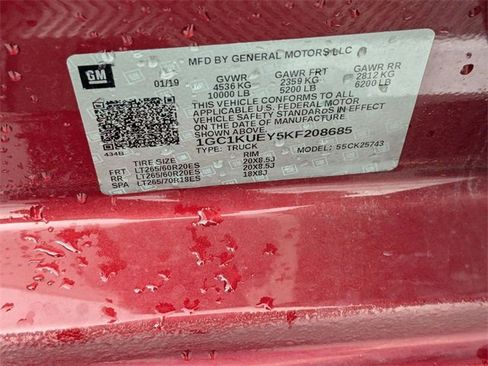 MFD BY GENERAL MOTORS LLC
GM
01/19 GVWR GAWR FRT GAWR RR
4536 KG 2359 KG 2812 KG
10000 LB 5200 LB 6200 LB
THIS VEHICLE CONFORMS TO ALL
APPLICABLE U.S. FEDERAL MOTOR
VEHICLE SAFETY STANDARDS IN EFFECT
ON THE DATE OF MANUFACTURE
SHOWN ABOVE.
1GC1KUEY5KF208685
434B TYPE: TRUCK MODEL: 55CK25743
TIRE SIZE RIM
FRT LT265/60R20ES 20X8.5J
RR LT265/60R20ES 20X8.5J
SPA LT265/70R18ES 18X8J